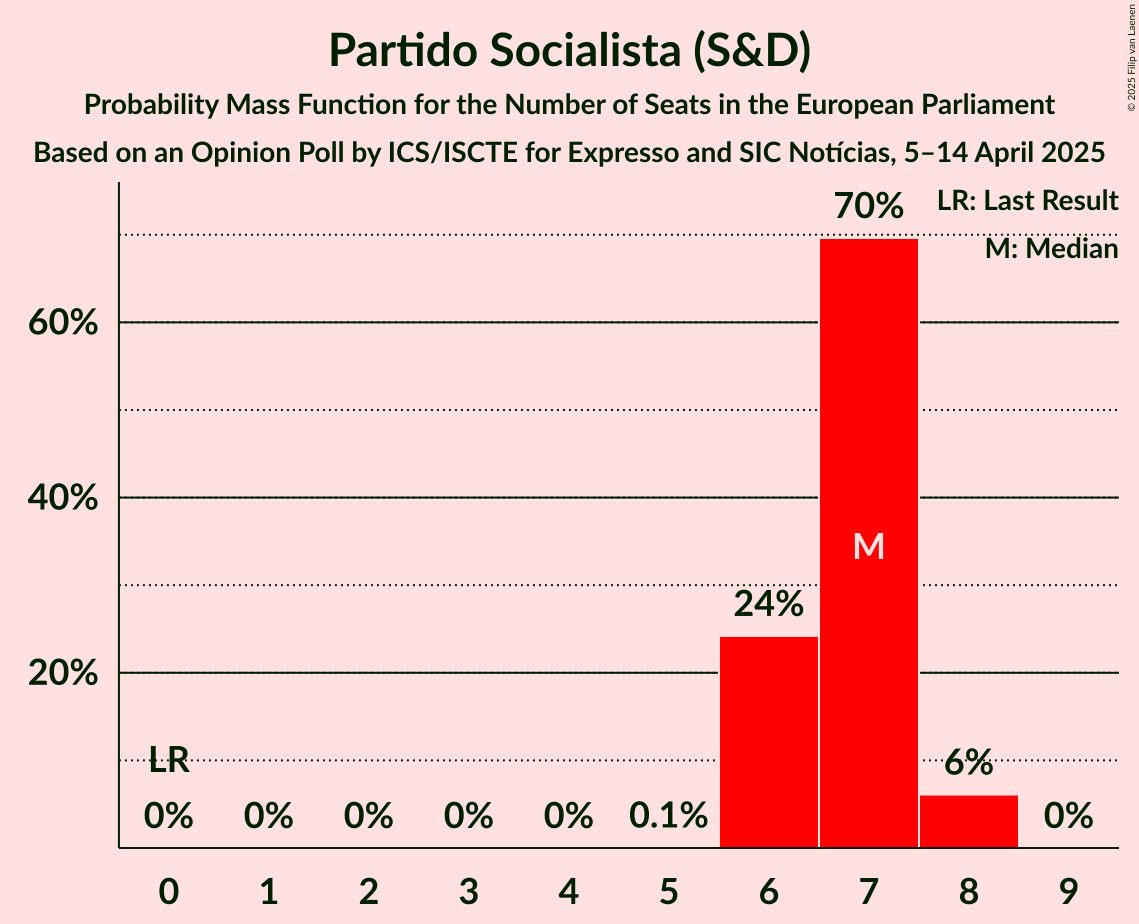 Partido Socialista (S&D)
Probability Mass Function for the Number of Seats in the European Parliament
Based on an Opinion Poll by ICS/ISCTE for Expresso and SIC Notícias, 5–14 April 2025
© 2025 Filip van Laenen
LR: Last Result
M: Median
60%
40%
20%
LR
0%
0%
0%
0%
0%
0.1%
24%
70%
M
6%
0%
0 1 2 3 4 5 6 7 8 9